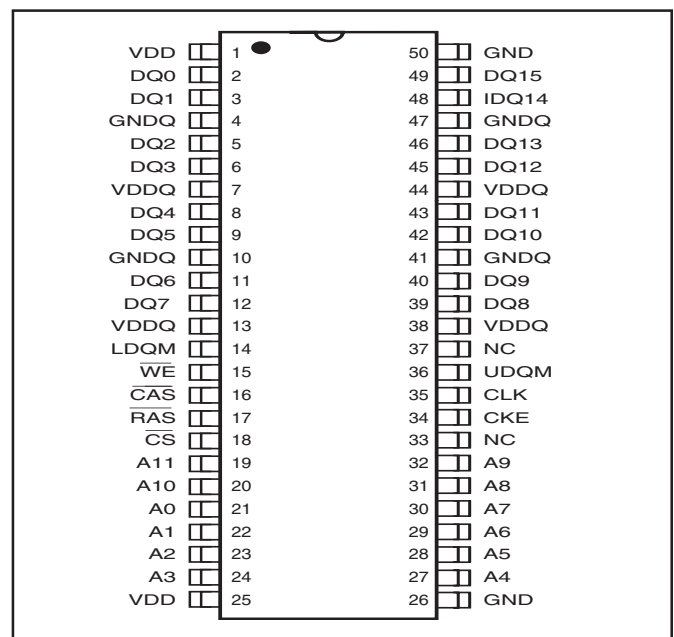 VDD 1 50 GND
DQ0 2 49 DQ15
DQ1 3 48 IDQ14
GNDQ 4 47 GNDQ
DQ2 5 46 DQ13
DQ3 6 45 DQ12
VDDQ 7 44 VDDQ
DQ4 8 43 DQ11
DQ5 9 42 DQ10
GNDQ 10 41 GNDQ
DQ6 11 40 DQ9
DQ7 12 39 DQ8
VDDQ 13 38 VDDQ
LDQM 14 37 NC
W̅E̅ 15 36 UDQM
C̅A̅S̅ 16 35 CLK
R̅A̅S̅ 17 34 CKE
C̅S̅ 18 33 NC
A11 19 32 A9
A10 20 31 A8
A0 21 30 A7
A1 22 29 A6
A2 23 28 A5
A3 24 27 A4
VDD 25 26 GND